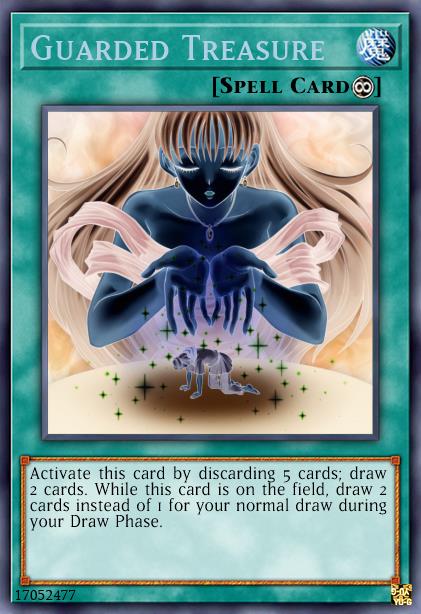 GUARDED TREASURE
魔
[SPELL CARD]
Activate this card by discarding 5 cards; draw
2 cards. While this card is on the field, draw 2
cards instead of 1 for your normal draw during
your Draw Phase.
17052477